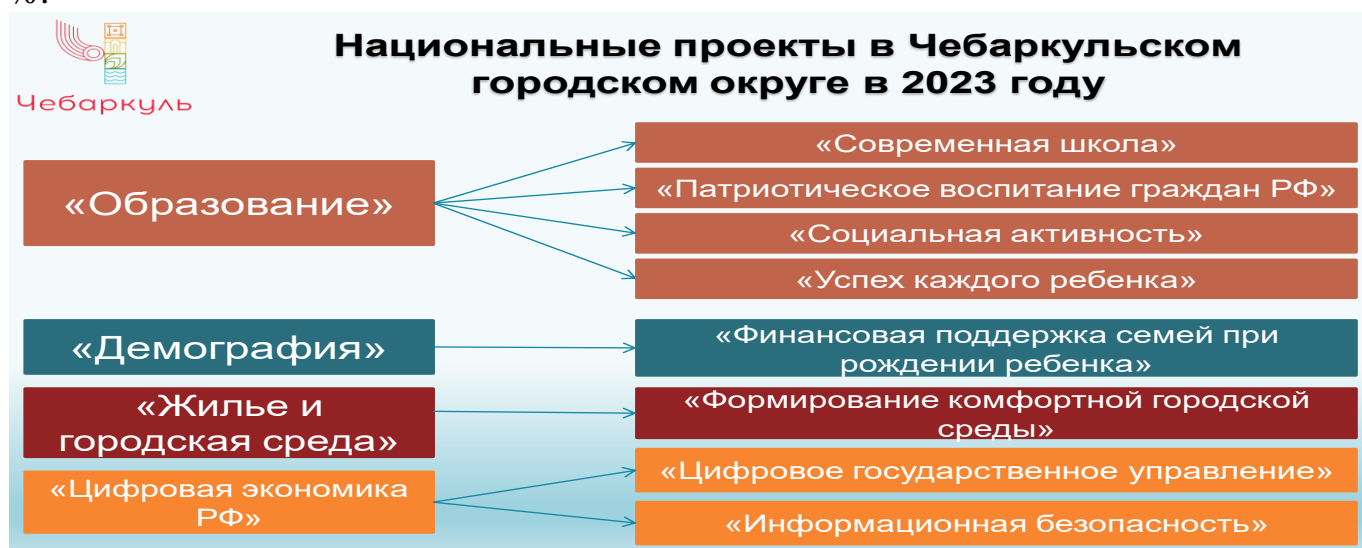 Национальные проекты в Чебаркульском
городском округе в 2023 году
Чебаркуль
«Образование»
«Современная школа»
«Патриотическое воспитание граждан РФ»
«Социальная активность»
«Успех каждого ребенка»
«Демография»
«Финансовая поддержка семей при
рождении ребенка»
«Жилье и
городская среда»
«Формирование комфортной городской
среды»
«Цифровая экономика
РФ»
«Цифровое государственное управление»
«Информационная безопасность»